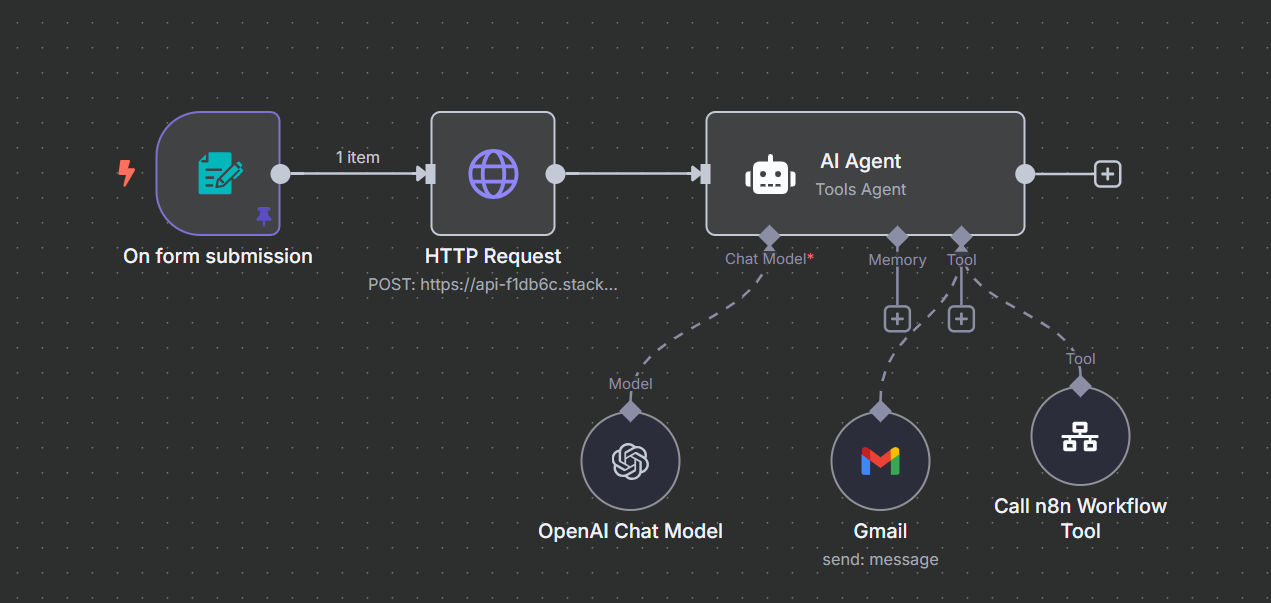 1 item
AI Agent
Tools Agent
On form submission
HTTP Request
POST: https://api-f1db6c.stack...
Chat Model*
Memory
Tool
Tool
Model
OpenAI Chat Model
Gmail
send: message
Call n8n Workflow
Tool